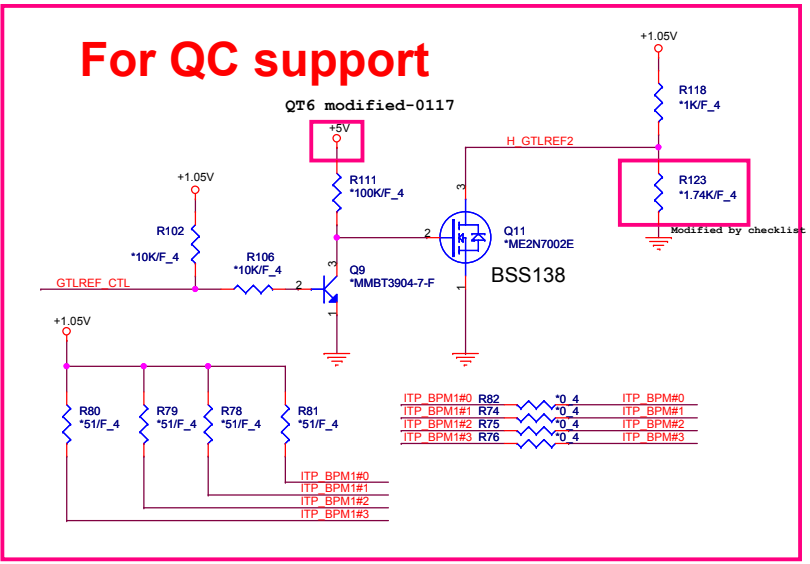 For QC support
QT6 modified-0117
+5V
+1.05V
R118
*1K/F_4
H_GTLREF2
R111
*100K/F_4
+1.05V
R123
*1.74K/F_4
Modified by checklist
R102
*10K/F_4
R106
*10K/F_4
GTLREF_CTL
2
3
1
Q9
*MMBT3904-7-F
2
3
1
Q11
*ME2N7002E
BSS138
+1.05V
R80
*51/F_4
R79
*51/F_4
R78
*51/F_4
R81
*51/F_4
ITP_BPM1#0
ITP_BPM1#1
ITP_BPM1#2
ITP_BPM1#3
ITP_BPM1#0 R82 *0_4 ITP_BPM#0
ITP_BPM1#1 R74 *0_4 ITP_BPM#1
ITP_BPM1#2 R75 *0_4 ITP_BPM#2
ITP_BPM1#3 R76 *0_4 ITP_BPM#3